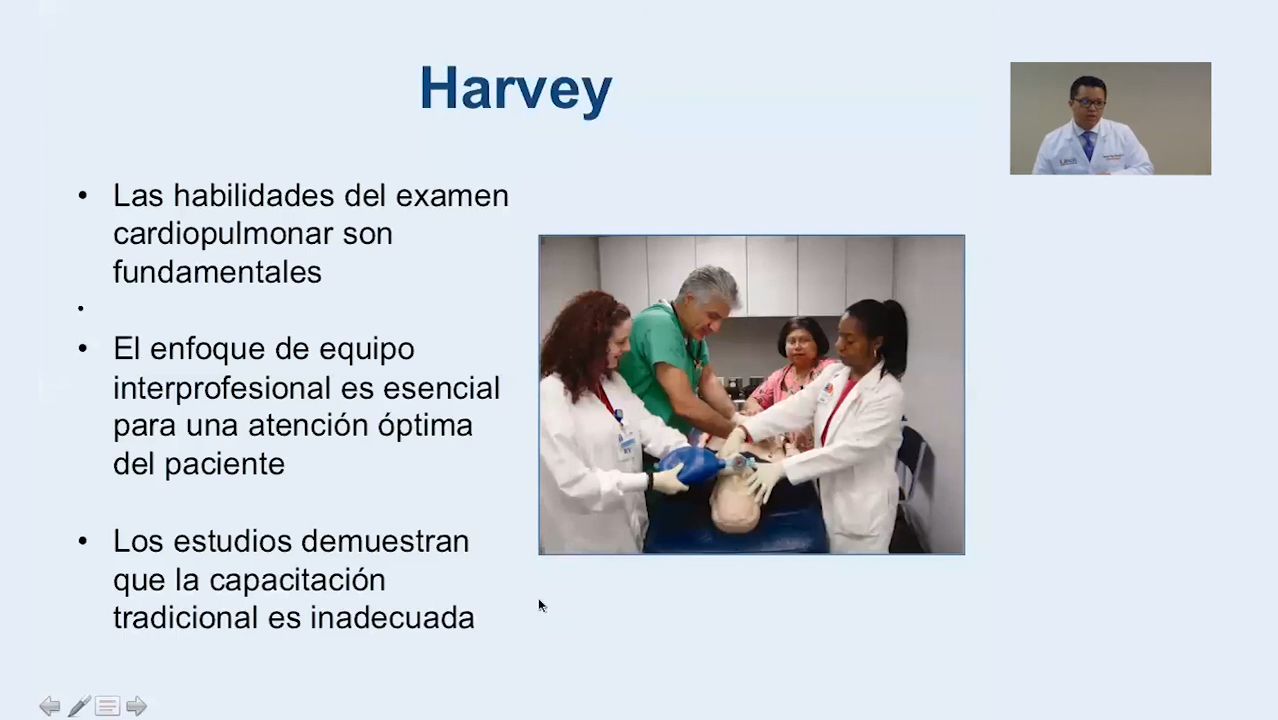 Harvey
• Las habilidades del examen
cardiopulmonar son
fundamentales
•
• El enfoque de equipo
interprofesional es esencial
para una atención óptima
del paciente
• Los estudios demuestran
que la capacitación
tradicional es inadecuada